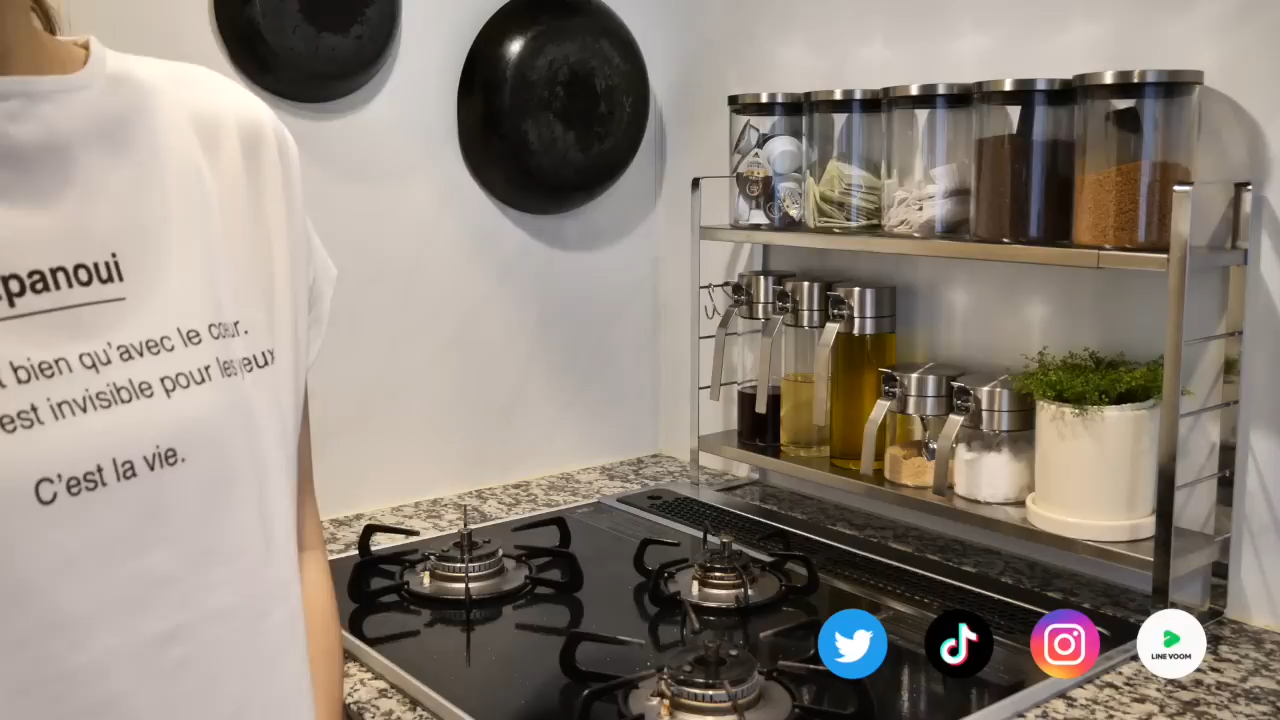 panoui
bien qu'avec le cœur.
est invisible pour les yeux
C'est la vie.
LINE VOOM